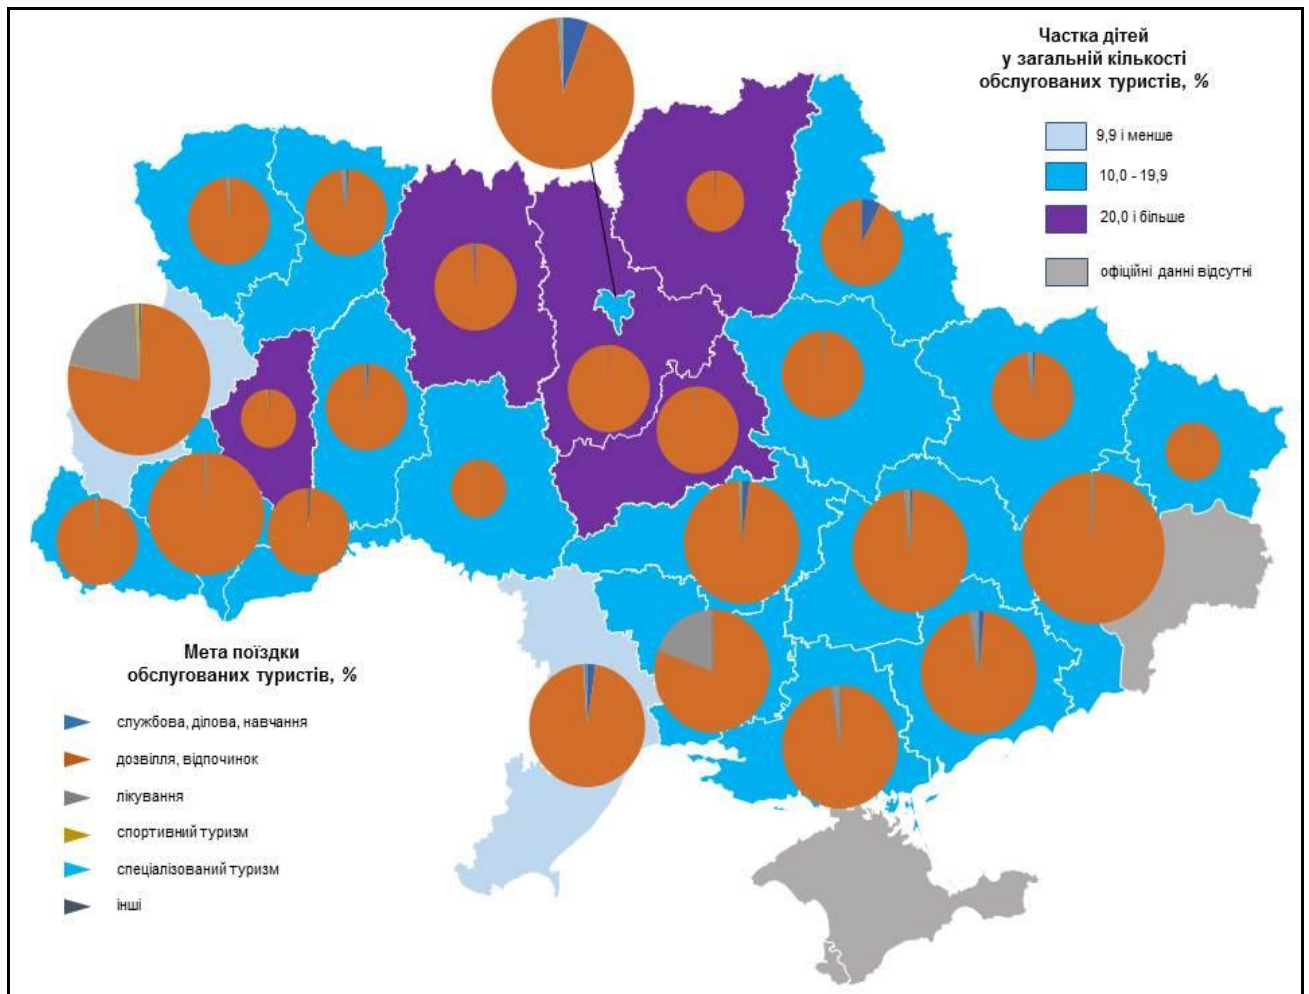 Частка дітей
у загальній кількості
обслугованих туристів, %
9,9 і менше
10,0 - 19,9
20,0 і більше
офіційні данні відсутні
Мета поїздки
обслугованих туристів, %
службова, ділова, навчання
дозвілля, відпочинок
лікування
спортивний туризм
спеціалізований туризм
інші